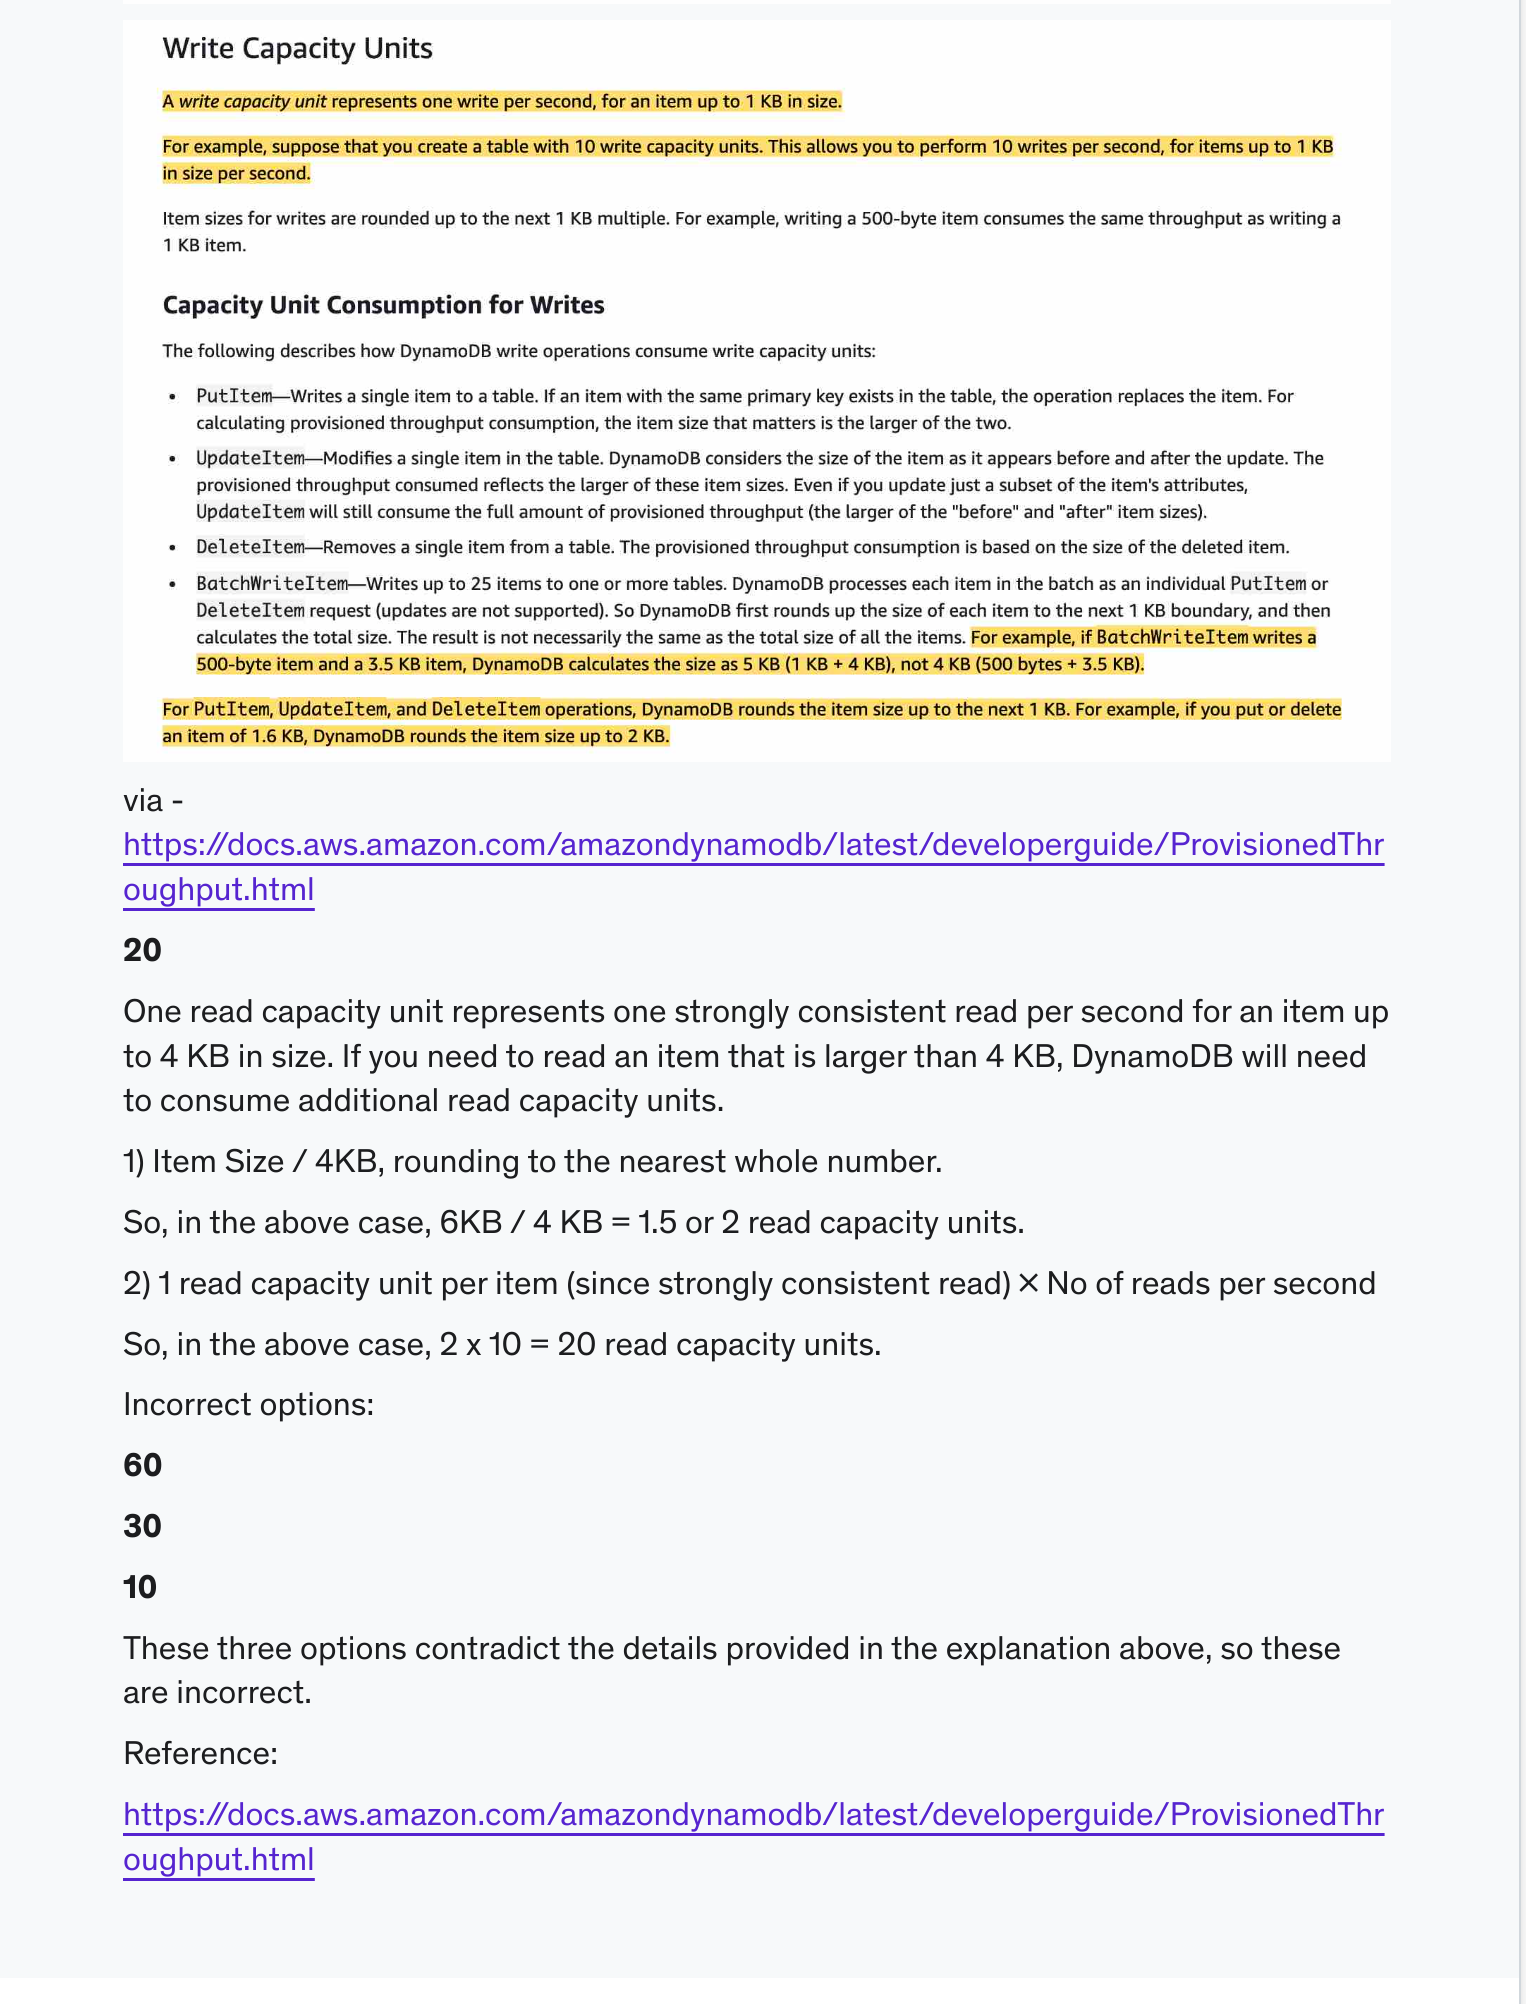 Write Capacity Units
A write capacity unit represents one write per second, for an item up to 1 KB in size.
For example, suppose that you create a table with 10 write capacity units. This allows you to perform 10 writes per second, for items up to 1 KB
in size per second.
Item sizes for writes are rounded up to the next 1 KB multiple. For example, writing a 500-byte item consumes the same throughput as writing a
1 KB item.
Capacity Unit Consumption for Writes
The following describes how DynamoDB write operations consume write capacity units:
• PutItem—Writes a single item to a table. If an item with the same primary key exists in the table, the operation replaces the item. For
calculating provisioned throughput consumption, the item size that matters is the larger of the two.
• UpdateItem—Modifies a single item in the table. DynamoDB considers the size of the item as it appears before and after the update. The
provisioned throughput consumed reflects the larger of these item sizes. Even if you update just a subset of the item's attributes,
UpdateItem will still consume the full amount of provisioned throughput (the larger of the "before" and "after" item sizes).
• DeleteItem—Removes a single item from a table. The provisioned throughput consumption is based on the size of the deleted item.
• BatchWriteItem—Writes up to 25 items to one or more tables. DynamoDB processes each item in the batch as an individual PutItem or
DeleteItem request (updates are not supported). So DynamoDB first rounds up the size of each item to the next 1 KB boundary, and then
calculates the total size. The result is not necessarily the same as the total size of all the items. For example, if BatchWriteItem writes a
500-byte item and a 3.5 KB item, DynamoDB calculates the size as 5 KB (1 KB + 4 KB), not 4 KB (500 bytes + 3.5 KB).
For PutItem, UpdateItem, and DeleteItem operations, DynamoDB rounds the item size up to the next 1 KB. For example, if you put or delete
an item of 1.6 KB, DynamoDB rounds the item size up to 2 KB.
via -
https://docs.aws.amazon.com/amazondynamodb/latest/developerguide/ProvisionedThr
oughput.html
20
One read capacity unit represents one strongly consistent read per second for an item up
to 4 KB in size. If you need to read an item that is larger than 4 KB, DynamoDB will need
to consume additional read capacity units.
1) Item Size / 4KB, rounding to the nearest whole number.
So, in the above case, 6KB / 4 KB = 1.5 or 2 read capacity units.
2) 1 read capacity unit per item (since strongly consistent read) × No of reads per second
So, in the above case, 2 x 10 = 20 read capacity units.
Incorrect options:
60
30
10
These three options contradict the details provided in the explanation above, so these
are incorrect.
Reference:
https://docs.aws.amazon.com/amazondynamodb/latest/developerguide/ProvisionedThr
oughput.html